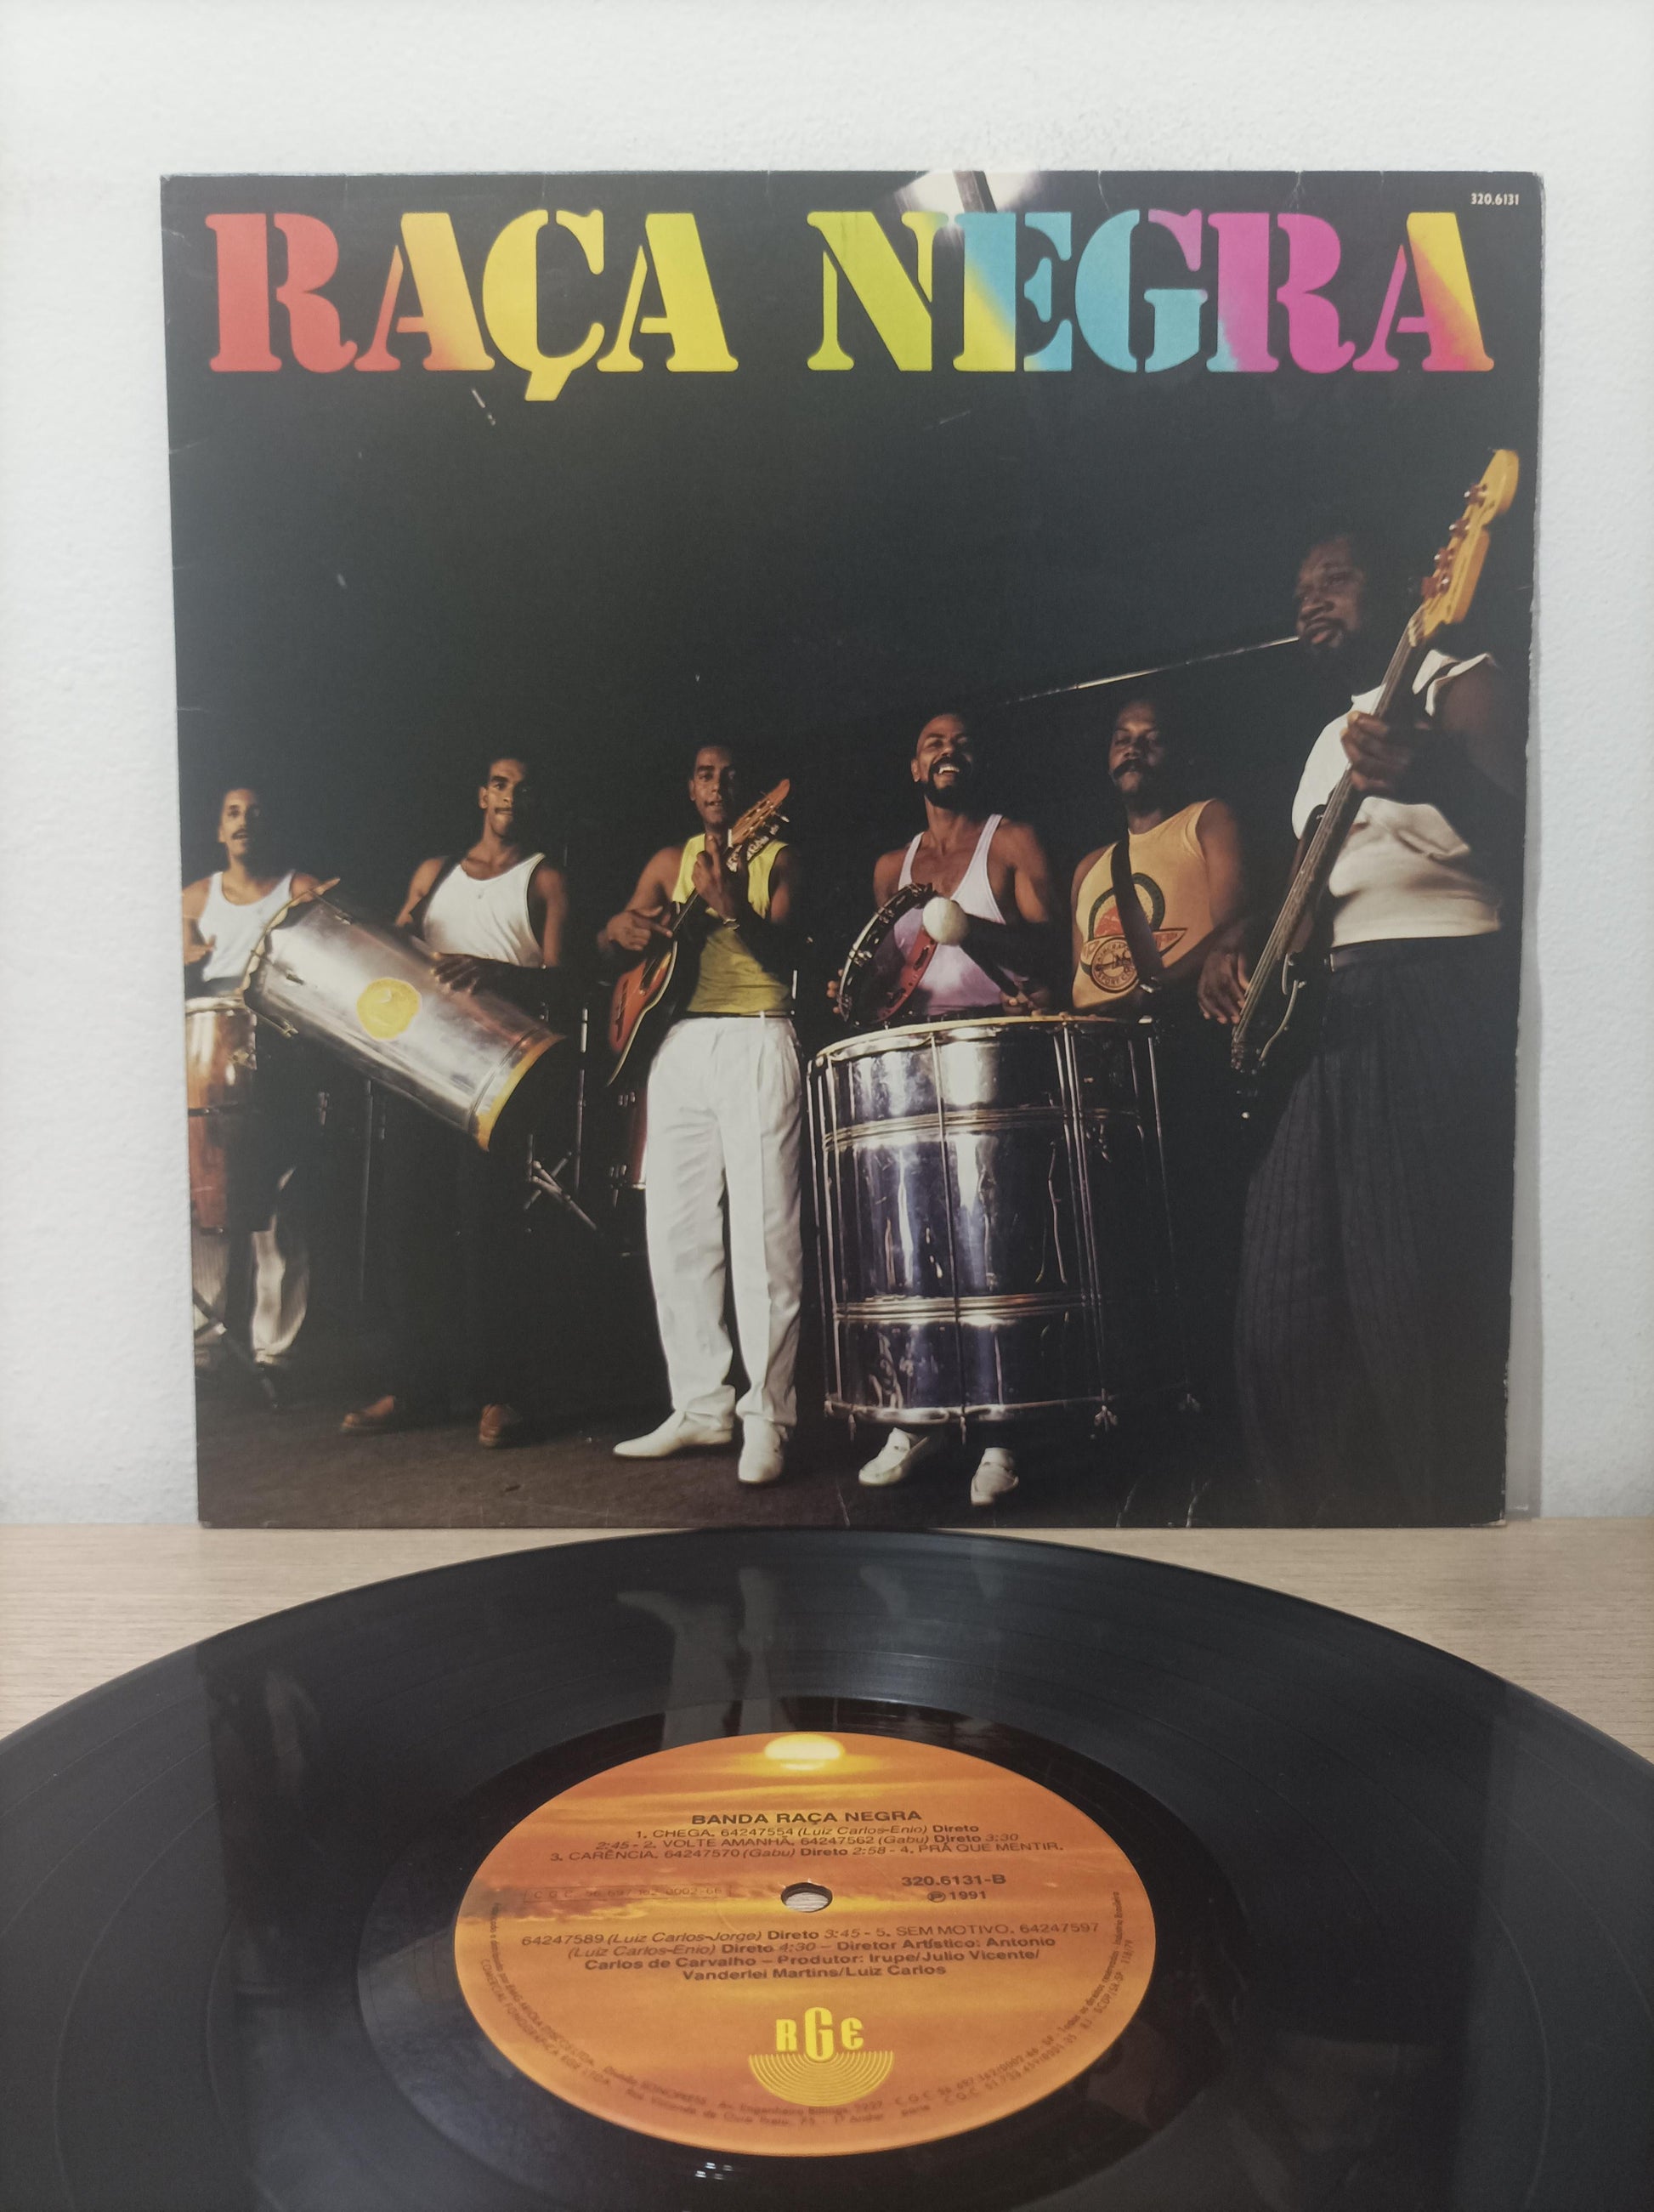 320.6131
RAÇA NEGRA
BANDA RAÇA NEGRA
1. CHEGA. 64247554 (Luiz Carlos-Enio) Direto
2:45 - 2. VOLTE AMANHÃ. 64247562 (Gabu) Direto 3:30
3. CARÊNCIA. 64247570 (Gabu) Direto 2:58 - 4. PRÁ QUE MENTIR.
320.6131-B
℗ 1991
64247589 (Luiz Carlos-Jorge) Direto 3:45 - 5. SEM MOTIVO. 64247597
(Luiz Carlos-Enio) Direto 4:30 – Diretor Artístico: Antonio
Carlos de Carvalho – Produtor: Irupe/Julio Vicente/
Vanderlei Martins/Luiz Carlos
RGE